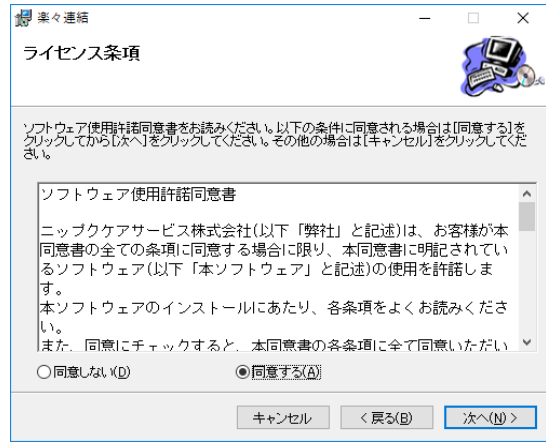 楽々連結
ライセンス条項
ソフトウェア使用許諾同意書をお読みください。以下の条件に同意される場合は[同意する]を
クリックしてから[次へ]をクリックしてください。その他の場合は[キャンセル]をクリックしてくだ
さい。
ソフトウェア使用許諾同意書
ニップクケアサービス株式会社(以下「弊社」と記述)は、お客様が本
同意書の全ての条項に同意する場合に限り、本同意書に明記されてい
るソフトウェア(以下「本ソフトウェア」と記述)の使用を許諾しま
す。
本ソフトウェアのインストールにあたり、各条項をよくお読みくださ
い。
また、同意にチェックすると、本同意書の各条項に全て同意いただい
同意しない(D)
同意する(A)
キャンセル
< 戻る(B)
次へ(N) >